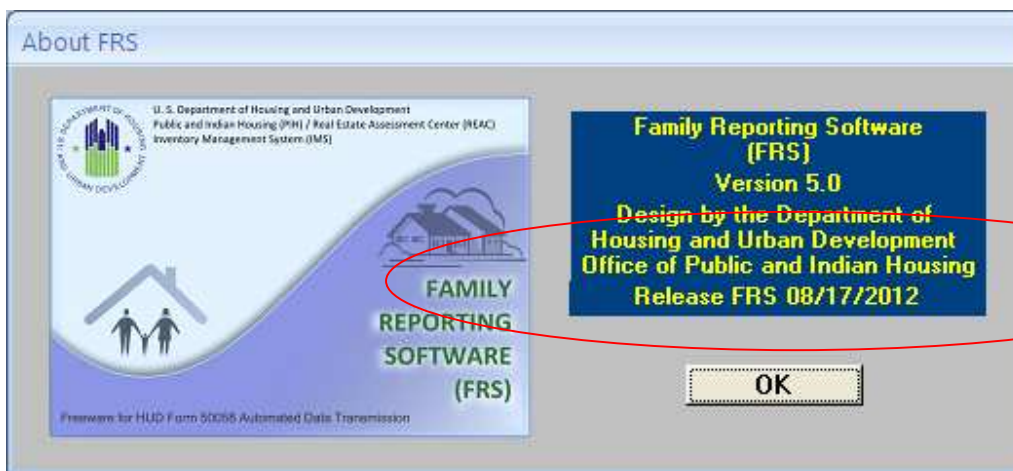 About FRS
U. S. Department of Housing and Urban Development
Public and Indian Housing (PIH) / Real Estate Assessment Center (REAC)
Inventory Management System (IMS)
FAMILY
REPORTING
SOFTWARE
(FRS)
Freeware for HUD Form 50058 Automated Data Transmission
Family Reporting Software
(FRS)
Version 5.0
Design by the Department of
Housing and Urban Development
Office of Public and Indian Housing
Release FRS 08/17/2012
OK